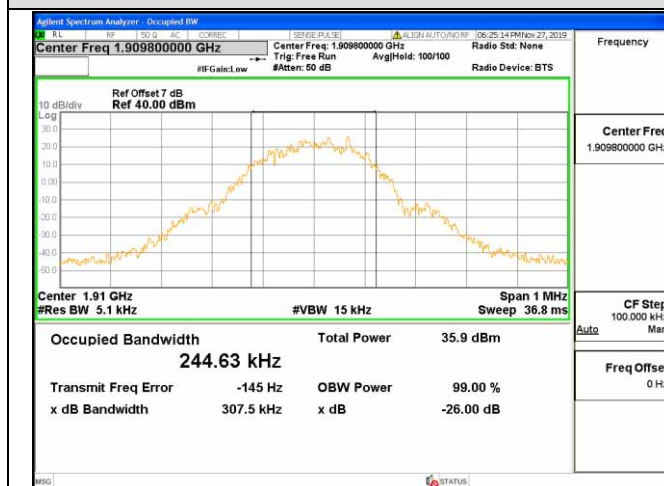 Agilent Spectrum Analyzer - Occupied BW
RL RF 50 Ω AC CORREC SENSE:PULSE ALIGN AUTO/NO RF 06:25:14 PM Nov 27, 2019
Center Freq 1.909800000 GHz
Center Freq: 1.909800000 GHz
Radio Std: None
Trig: Free Run Avg|Hold: 100/100
#IFGain:Low #Atten: 50 dB Radio Device: BTS
Frequency
Ref Offset 7 dB
10 dB/div Ref 40.00 dBm
Log
30.0
20.0
10.0
0.00
-10.0
-20.0
-30.0
-40.0
-50.0
Center Freq
1.909800000 GHz
Center 1.91 GHz Span 1 MHz
#Res BW 5.1 kHz #VBW 15 kHz Sweep 36.8 ms
CF Step
100.000 kHz
Auto Man
Occupied Bandwidth Total Power 35.9 dBm
244.63 kHz
Transmit Freq Error -145 Hz OBW Power 99.00 %
x dB Bandwidth 307.5 kHz x dB -26.00 dB
Freq Offset
0 Hz
MSG STATUS